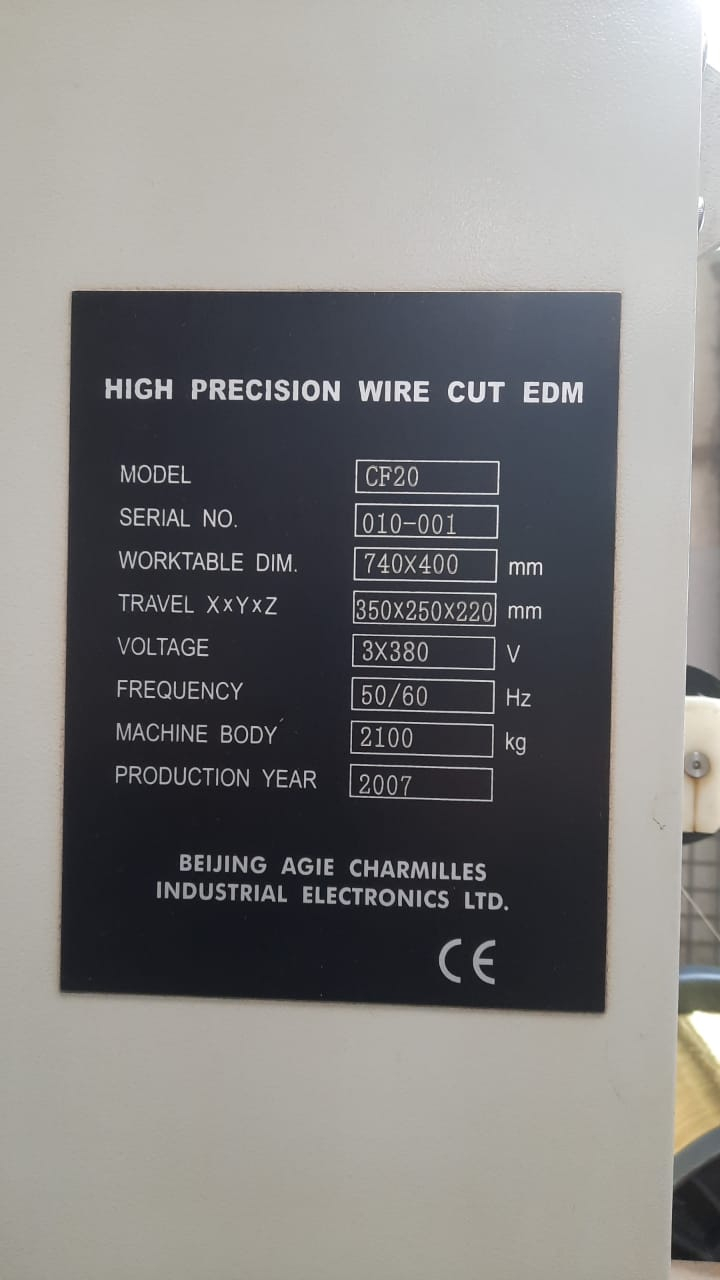 HIGH PRECISION WIRE CUT EDM
MODEL CF20
SERIAL NO. 010-001
WORKTABLE DIM. 740X400 mm
TRAVEL X×Y×Z 350X250X220 mm
VOLTAGE 3X380 V
FREQUENCY 50/60 Hz
MACHINE BODY 2100 kg
PRODUCTION YEAR 2007
BEIJING AGIE CHARMILLES
INDUSTRIAL ELECTRONICS LTD.
CE